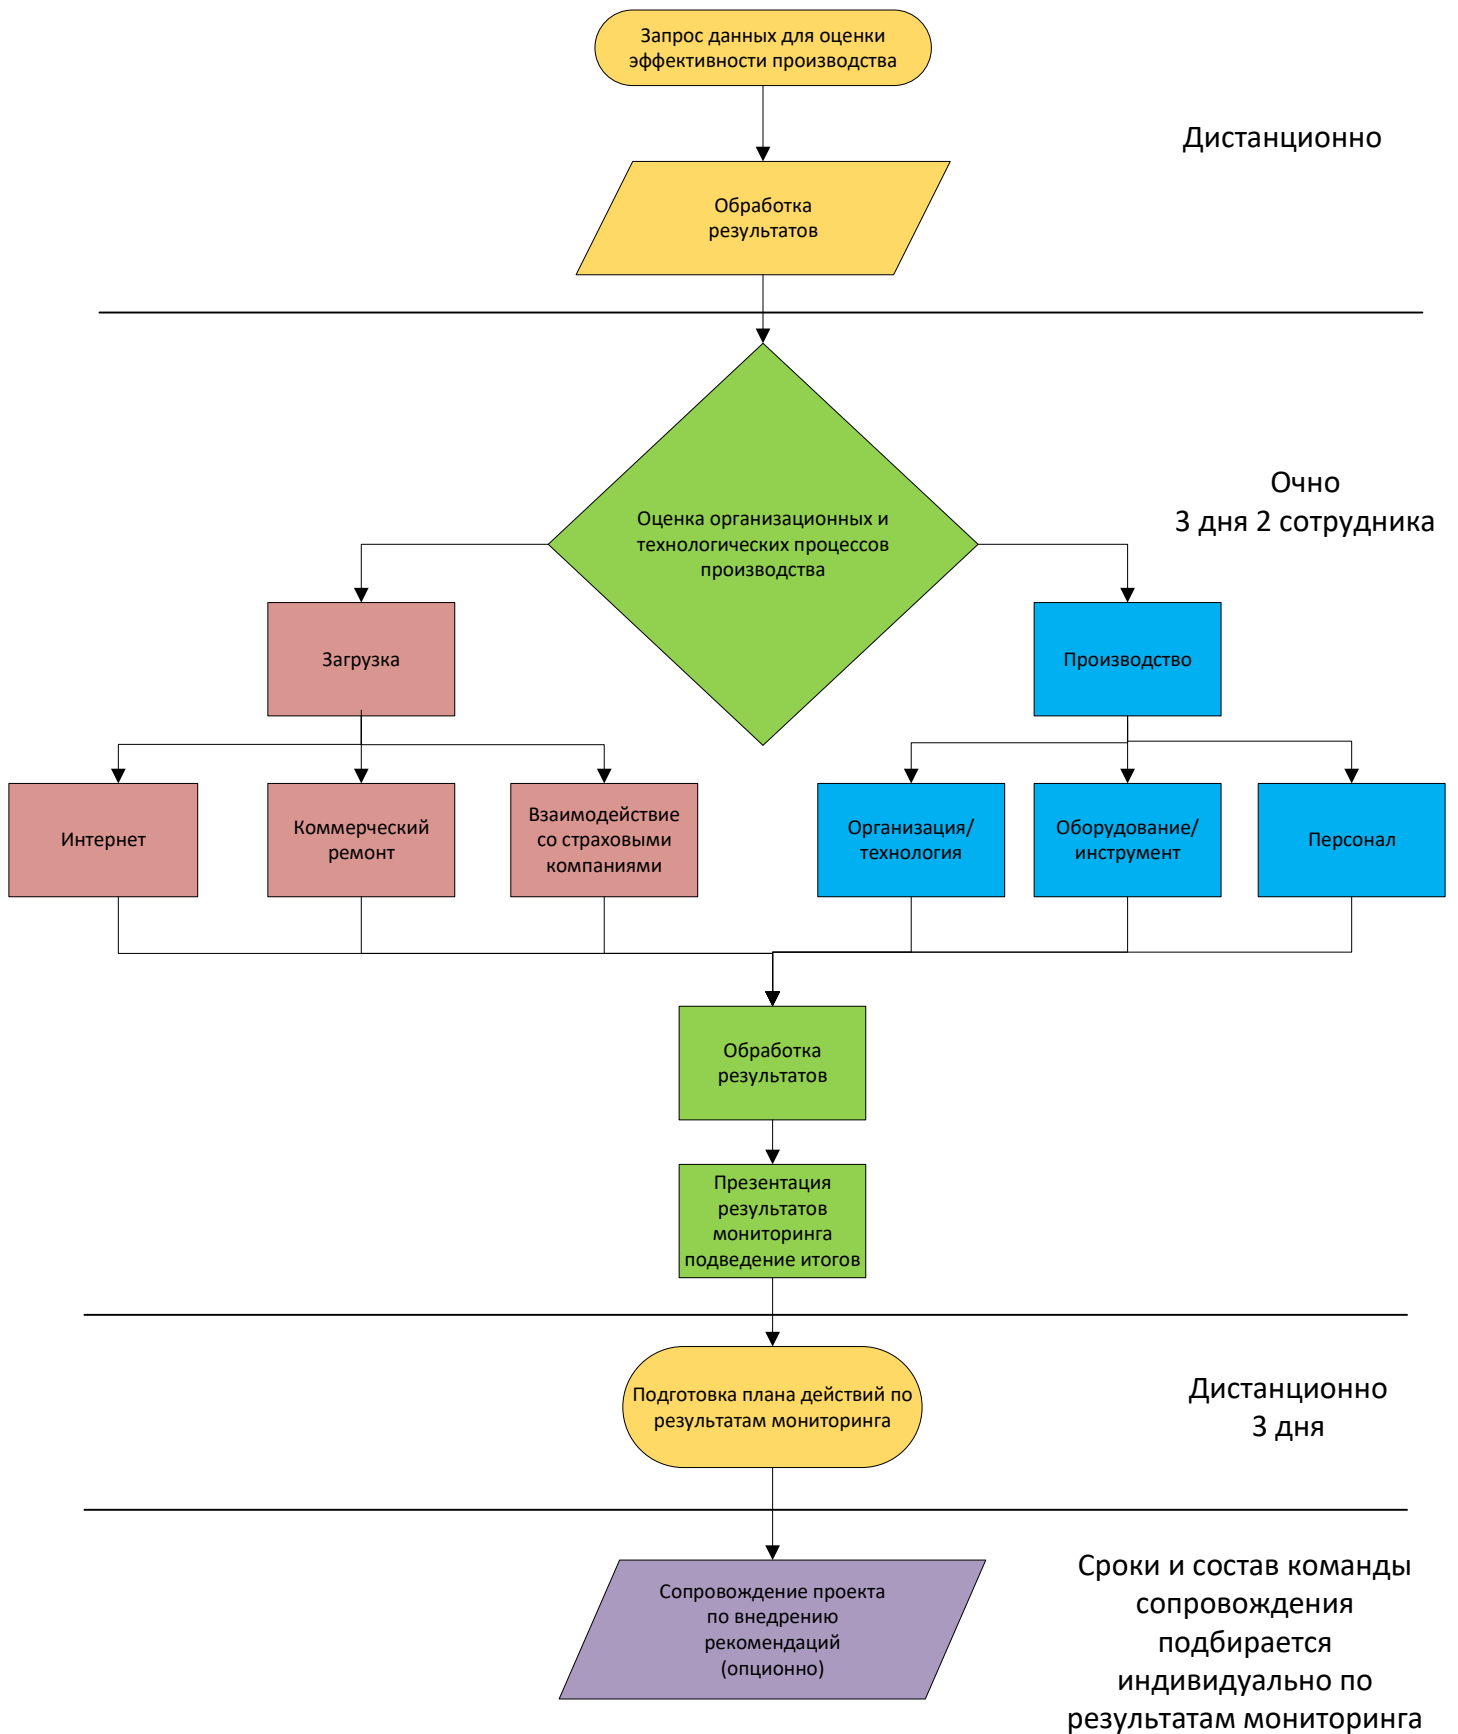 Запрос данных для оценки
эффективности производства
Дистанционно
Обработка
результатов
Очно
3 дня 2 сотрудника
Оценка организационных и
технологических процессов
производства
Загрузка
Производство
Интернет
Коммерческий
ремонт
Взаимодействие
со страховыми
компаниями
Организация/
технология
Оборудование/
инструмент
Персонал
Обработка
результатов
Презентация
результатов
мониторинга
подведение итогов
Подготовка плана действий по
результатам мониторинга
Дистанционно
3 дня
Сопровождение проекта
по внедрению
рекомендаций
(опционно)
Сроки и состав команды
сопровождения
подбирается
индивидуально по
результатам мониторинга